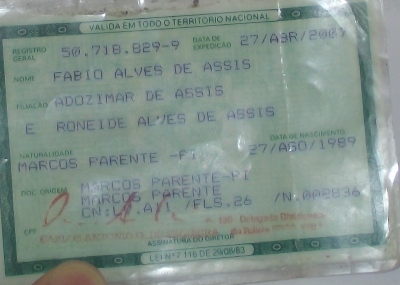 VÁLIDA EM TODO O TERRITÓRIO NACIONAL
REGISTRO GERAL 50.718.829-9 DATA DE EXPEDIÇÃO 27/ABR/2007
NOME FABIO ALVES DE ASSIS
FILIAÇÃO ADOZIMAR DE ASSIS
E RONEIDE ALVES DE ASSIS
NATURALIDADE DATA DE NASCIMENTO
MARCOS PARENTE -PI 27/AGO/1989
DOC. ORIGEM MARCOS PARENTE-PI
MARCOS PARENTE
/FLS.26 /N.002836
CPF
ASSINATURA DO DIRETOR
LEI Nº 7.116 DE 29/08/83